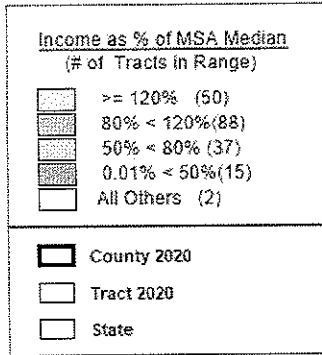 Income as % of MSA Median
(# of Tracts in Range)
>= 120% (50)
80% < 120%(88)
50% < 80% (37)
0.01% < 50%(15)
All Others (2)
County 2020
Tract 2020
State